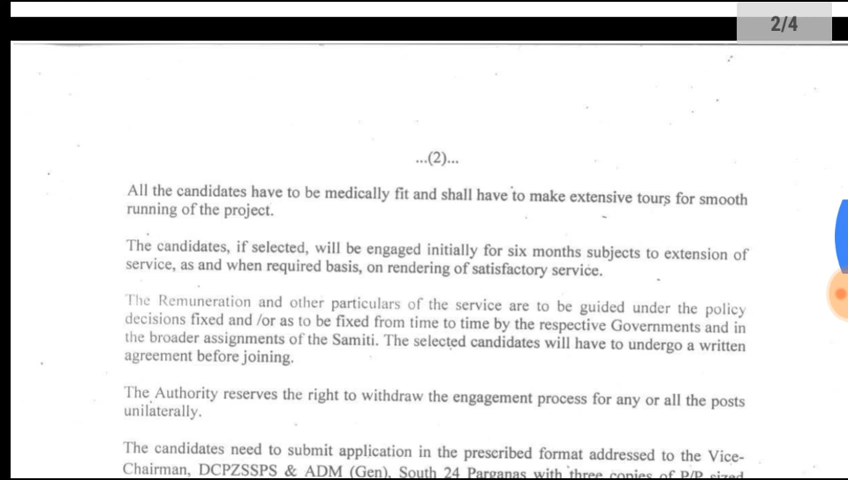 2/4
...(2)...
All the candidates have to be medically fit and shall have to make extensive tours for smooth
running of the project.
The candidates, if selected, will be engaged initially for six months subjects to extension of
service, as and when required basis, on rendering of satisfactory service.
The Remuneration and other particulars of the service are to be guided under the policy
decisions fixed and /or as to be fixed from time to time by the respective Governments and in
the broader assignments of the Samiti. The selected candidates will have to undergo a written
agreement before joining.
The Authority reserves the right to withdraw the engagement process for any or all the posts
unilaterally.
The candidates need to submit application in the prescribed format addressed to the Vice-
Chairman, DCPZSSPS & ADM (Gen), South 24 Parganas with three copies of P/P sized